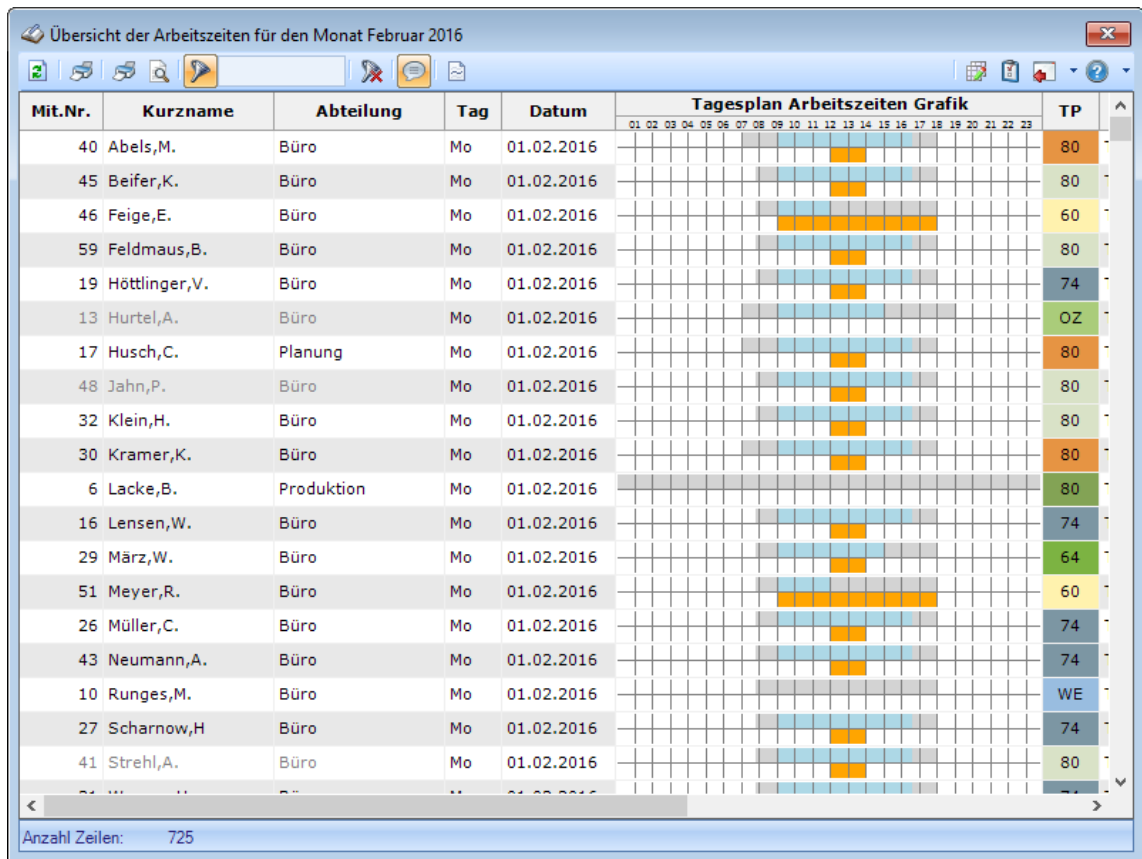 Übersicht der Arbeitszeiten für den Monat Februar 2016
Mit.Nr. Kurzname Abteilung Tag Datum Tagesplan Arbeitszeiten Grafik TP
01 02 03 04 05 06 07 08 09 10 11 12 13 14 15 16 17 18 19 20 21 22 23
40 Abels,M. Büro Mo 01.02.2016 80
45 Beifer,K. Büro Mo 01.02.2016 80
46 Feige,E. Büro Mo 01.02.2016 60
59 Feldmaus,B. Büro Mo 01.02.2016 80
19 Höttlinger,V. Büro Mo 01.02.2016 74
13 Hurtel,A. Büro Mo 01.02.2016 OZ
17 Husch,C. Planung Mo 01.02.2016 80
48 Jahn,P. Büro Mo 01.02.2016 80
32 Klein,H. Büro Mo 01.02.2016 80
30 Kramer,K. Büro Mo 01.02.2016 80
6 Lacke,B. Produktion Mo 01.02.2016 80
16 Lensen,W. Büro Mo 01.02.2016 74
29 März,W. Büro Mo 01.02.2016 64
51 Meyer,R. Büro Mo 01.02.2016 60
26 Müller,C. Büro Mo 01.02.2016 74
43 Neumann,A. Büro Mo 01.02.2016 74
10 Runges,M. Büro Mo 01.02.2016 WE
27 Scharnow,H Büro Mo 01.02.2016 74
41 Strehl,A. Büro Mo 01.02.2016 80
Anzahl Zeilen: 725